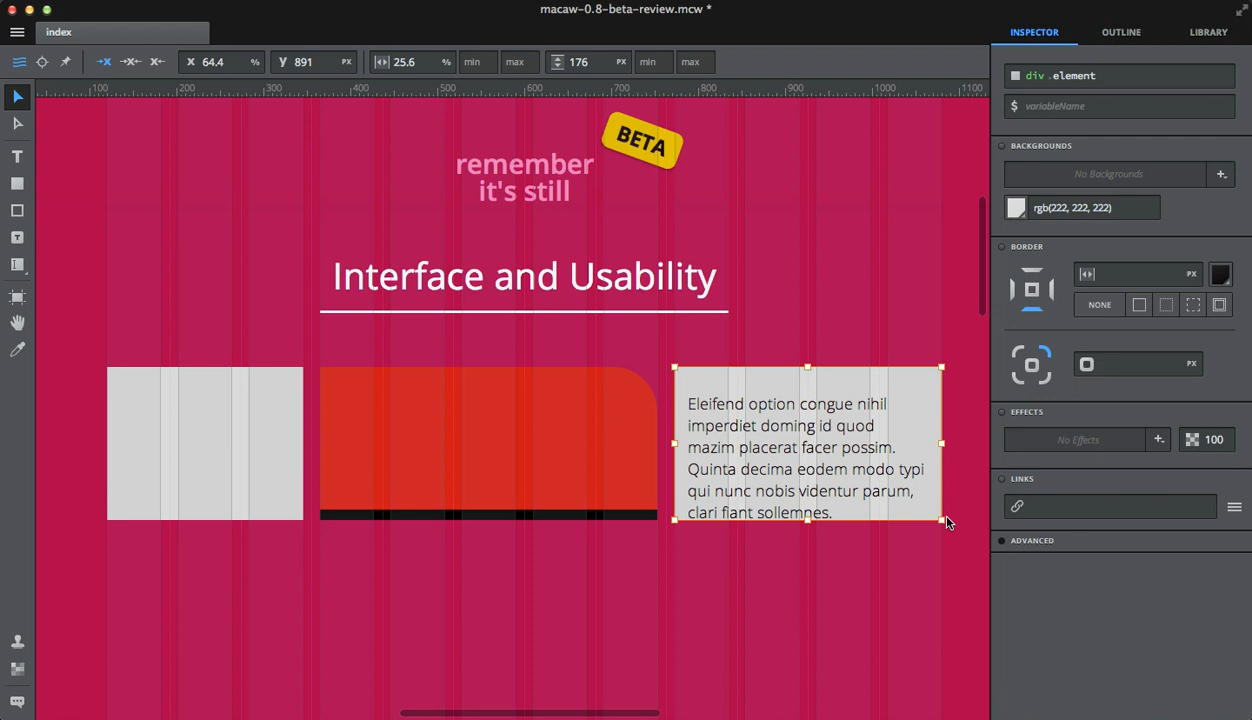 macaw-0.8-beta-review.mcw *
index
INSPECTOR
OUTLINE
LIBRARY
X 64.4 %
y 891 PX
25.6 %
min
max
176 PX
min
max
100
200
300
400
500
600
700
800
900
1000
1100
div .element
$ variableName
BACKGROUNDS
No Backgrounds
rgb(222, 222, 222)
BORDER
PX
NONE
PX
EFFECTS
No Effects
100
LINKS
ADVANCED
T
T
BETA
remember
it's still
Interface and Usability
Eleifend option congue nihil
imperdiet doming id quod
mazim placerat facer possim.
Quinta decima eodem modo typi
qui nunc nobis videntur parum,
clari fiant sollemnes.